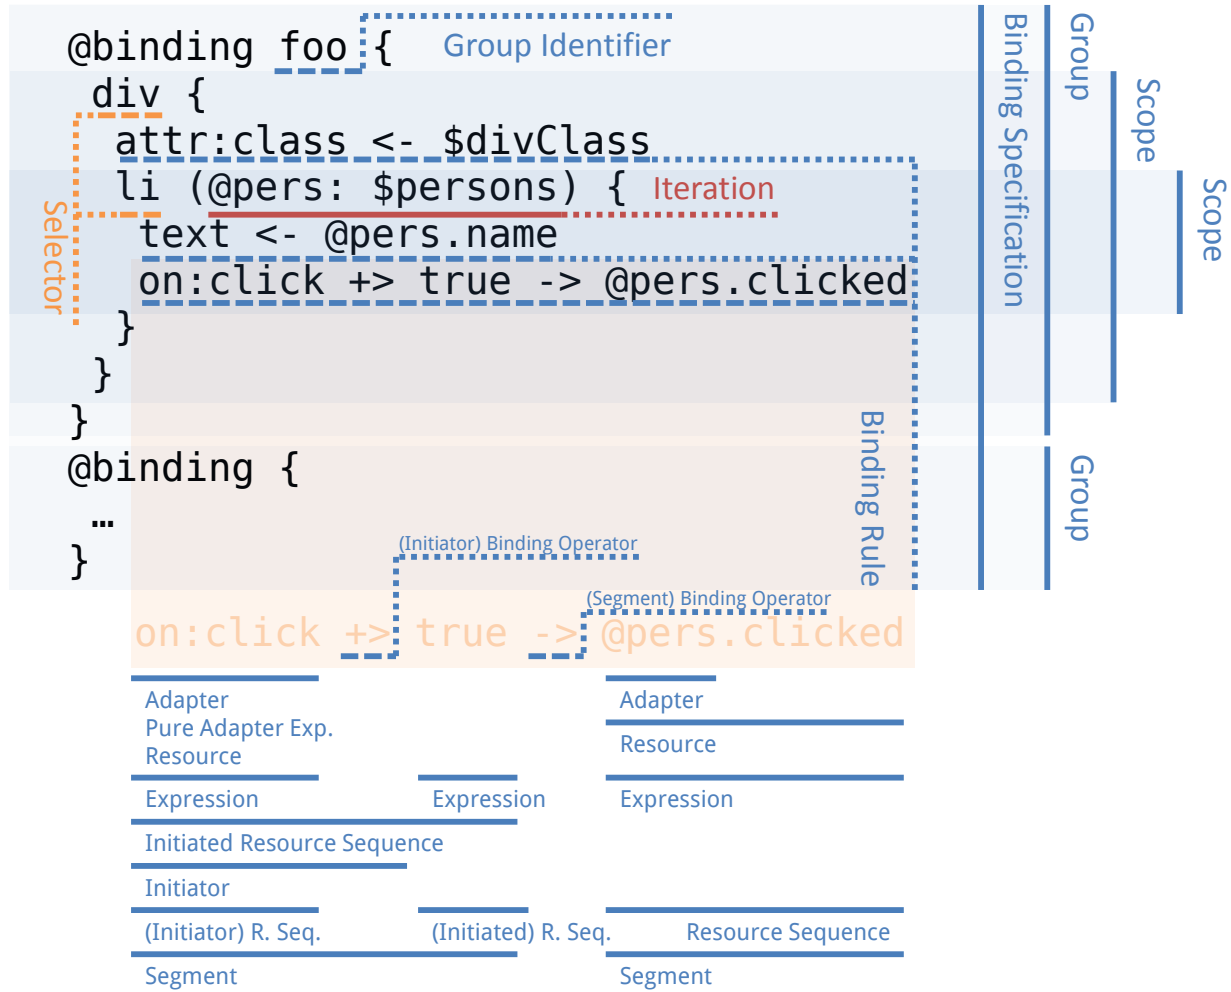 @binding foo {
Group Identifier
div {
attr:class <- $divClass
li (@pers: $persons) {
Iteration
text <- @pers.name
on:click +> true -> @pers.clicked
}
}
}
@binding {
…
}
Selector
Binding Rule
Binding Specification
Group
Scope
Scope
Group
(Initiator) Binding Operator
(Segment) Binding Operator
on:click +> true -> @pers.clicked
Adapter
Adapter
Pure Adapter Exp.
Resource
Resource
Expression
Expression
Expression
Initiated Resource Sequence
Initiator
(Initiator) R. Seq.
(Initiated) R. Seq.
Resource Sequence
Segment
Segment